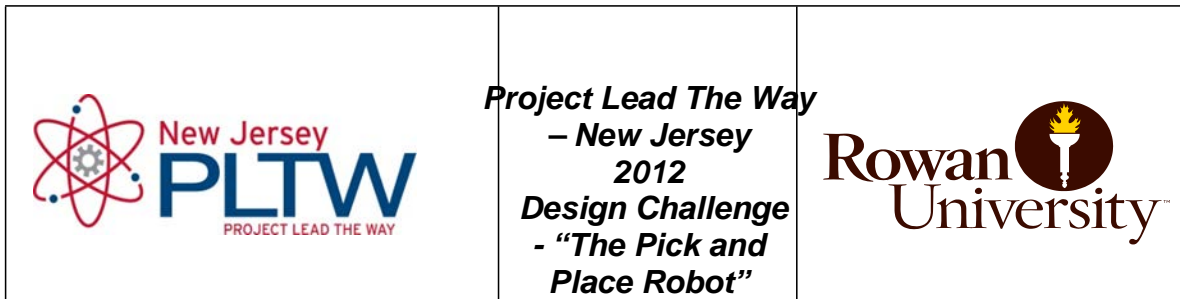 New Jersey
PLTW
PROJECT LEAD THE WAY
Project Lead The Way
– New Jersey
2012
Design Challenge
- “The Pick and
Place Robot”
Rowan
University™